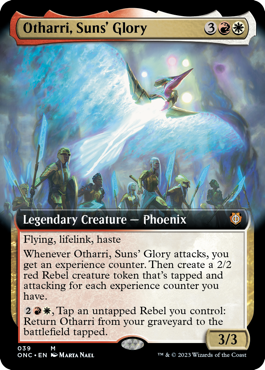 Otharri, Suns' Glory 3
Legendary Creature — Phoenix
Flying, lifelink, haste
Whenever Otharri, Suns' Glory attacks, you
get an experience counter. Then create a 2/2
red Rebel creature token that's tapped and
attacking for each experience counter you
have.
2, Tap an untapped Rebel you control:
Return Otharri from your graveyard to the
battlefield tapped.
3/3
039 M
ONC • EN Marta Nael ™ & © 2023 Wizards of the Coast